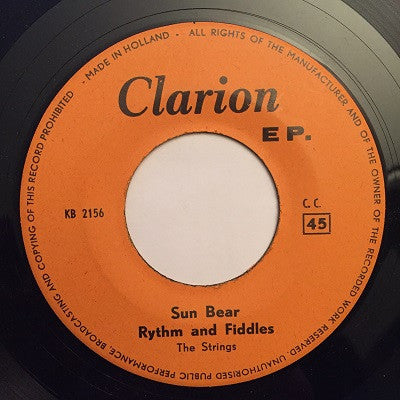 MADE IN HOLLAND - ALL RIGHTS OF THE MANUFACTURER AND OF THE OWNER OF THE RECORDED WORK RESERVED. UNAUTHORISED PUBLIC PERFORMANCE, BROADCASTING AND COPYING OF THIS RECORD PROHIBITED -
Clarion
EP.
KB 2156
C.C.
45
Sun Bear
Rythm and Fiddles
The Strings